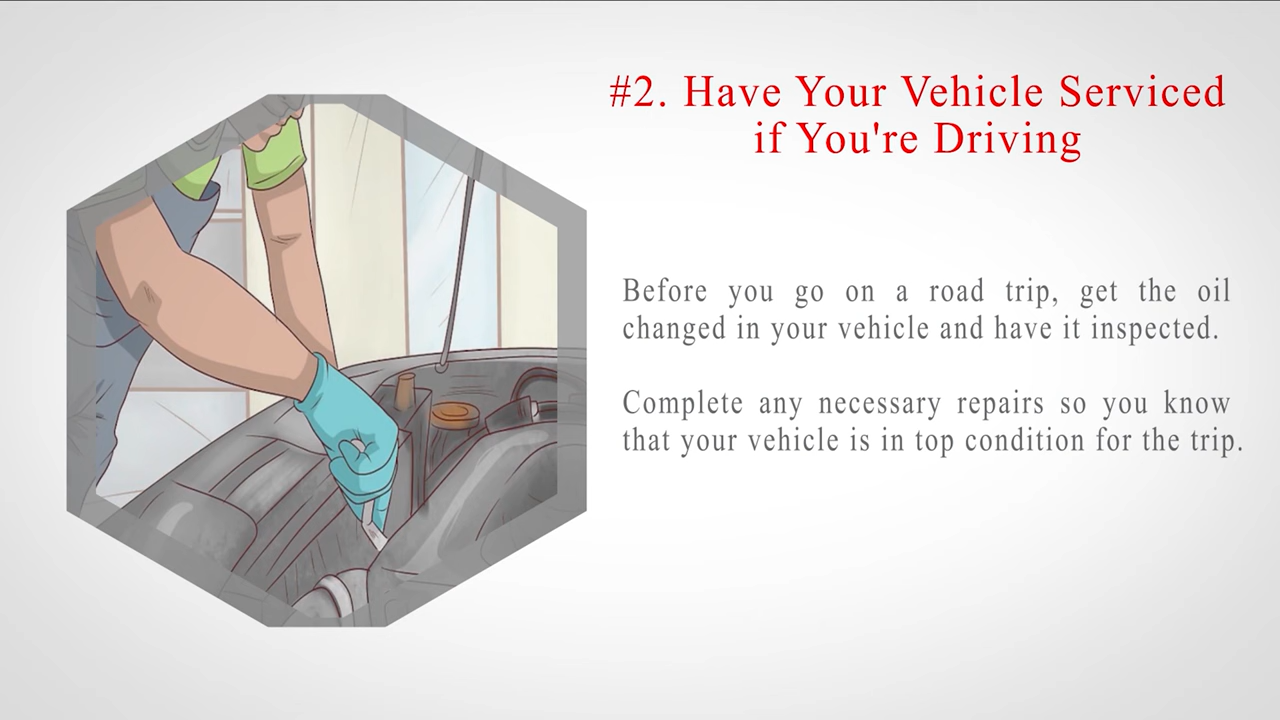 #2. Have Your Vehicle Serviced
if You're Driving
Before you go on a road trip, get the oil
changed in your vehicle and have it inspected.
Complete any necessary repairs so you know
that your vehicle is in top condition for the trip.